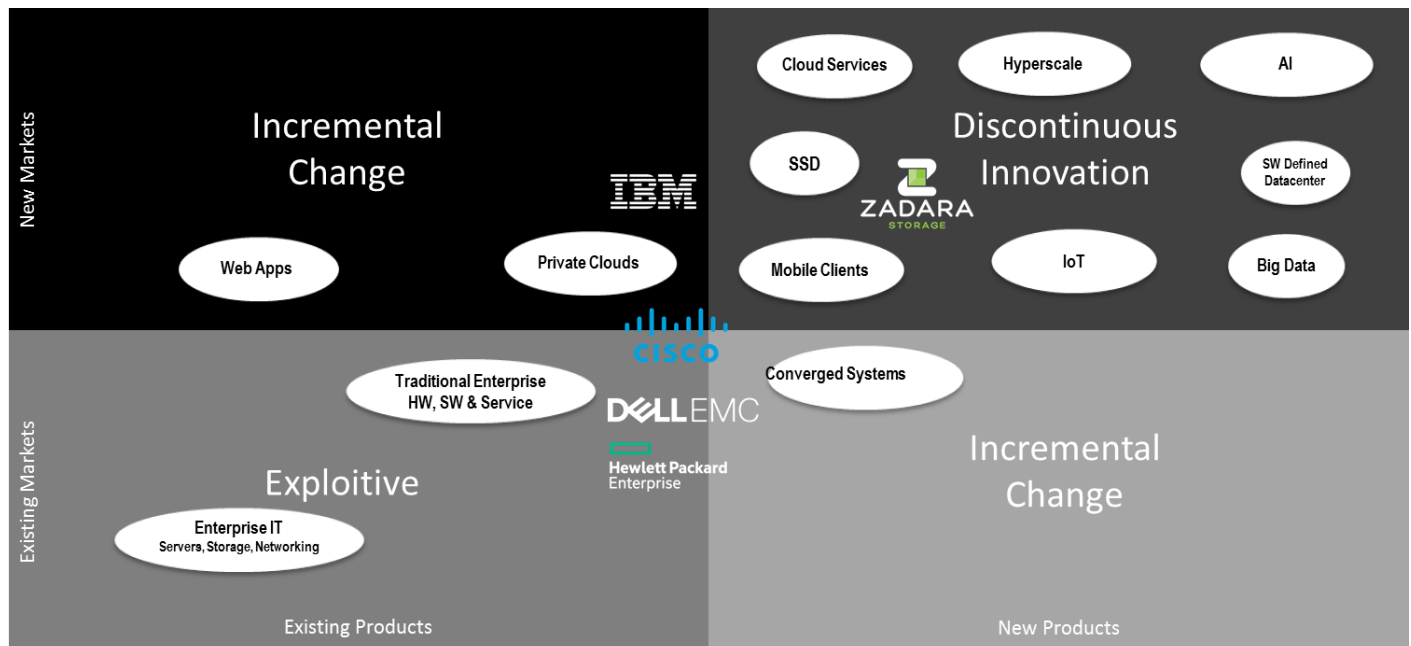 New Markets
Incremental
Change
IBM
Web Apps
Private Clouds
Cloud Services
Hyperscale
AI
Discontinuous
Innovation
SSD
ZADARA
STORAGE
SW Defined
Datacenter
Mobile Clients
IoT
Big Data
CISCO
Existing Markets
Traditional Enterprise
HW, SW & Service
DELLEMC
Hewlett Packard
Enterprise
Exploitive
Enterprise IT
Servers, Storage, Networking
Existing Products
Converged Systems
Incremental
Change
New Products